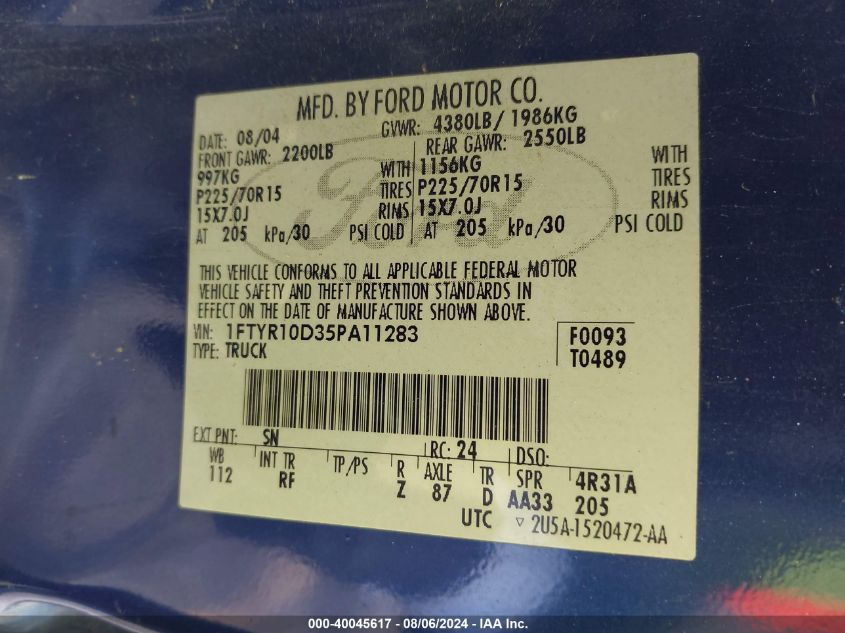 MFD. BY FORD MOTOR CO.
DATE: 08/04 GVWR: 4380LB/ 1986KG
FRONT GAWR: 2200LB REAR GAWR: 2550LB
997KG WITH 1156KG WITH
P225/70R15 TIRES P225/70R15 TIRES
15X7.0J RIMS 15X7.0J RIMS
AT 205 kPa/30 PSI COLD AT 205 kPa/30 PSI COLD
Ford
THIS VEHICLE CONFORMS TO ALL APPLICABLE FEDERAL MOTOR
VEHICLE SAFETY AND THEFT PREVENTION STANDARDS IN
EFFECT ON THE DATE OF MANUFACTURE SHOWN ABOVE.
VIN: 1FTYR10D35PA11283 F0093
TYPE: TRUCK T0489
EXT PNT: SN RC: 24 DSO:
WB INT TR TP/PS R AXLE TR SPR 4R31A
112 RF Z 87 D AA33 205
UTC ▽ 2U5A-1520472-AA
000-40045617 - 08/06/2024 - IAA Inc.